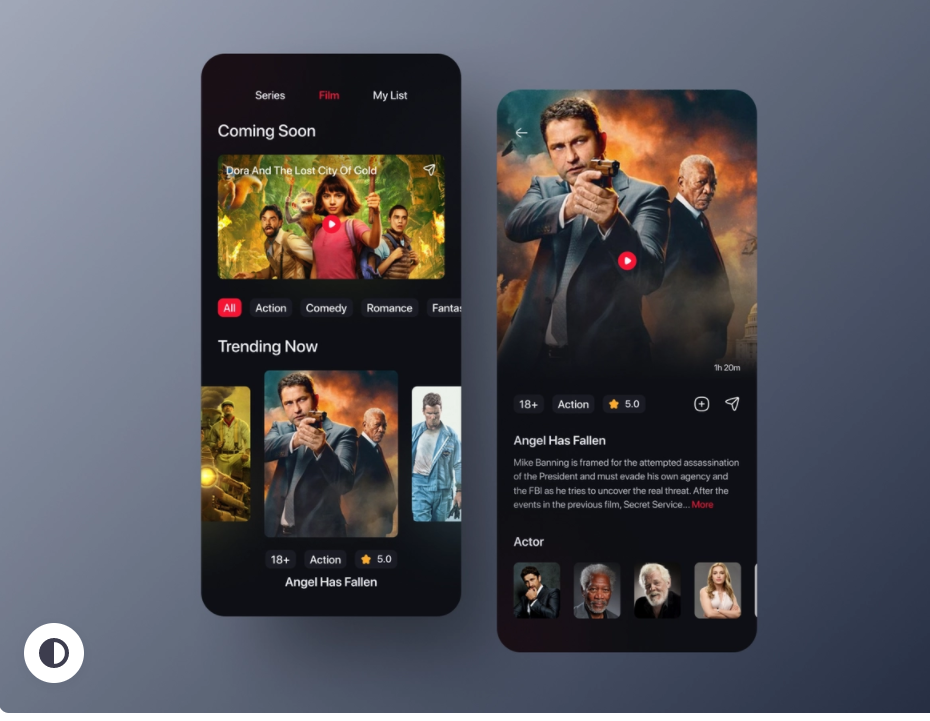 Series Film My List
Coming Soon
Dora And The Lost City Of Gold
All Action Comedy Romance Fantas
Trending Now
18+ Action 5.0
Angel Has Fallen
1h 20m
18+ Action 5.0
Angel Has Fallen
Mike Banning is framed for the attempted assassination
of the President and must evade his own agency and
the FBI as he tries to uncover the real threat. After the
events in the previous film, Secret Service... More
Actor